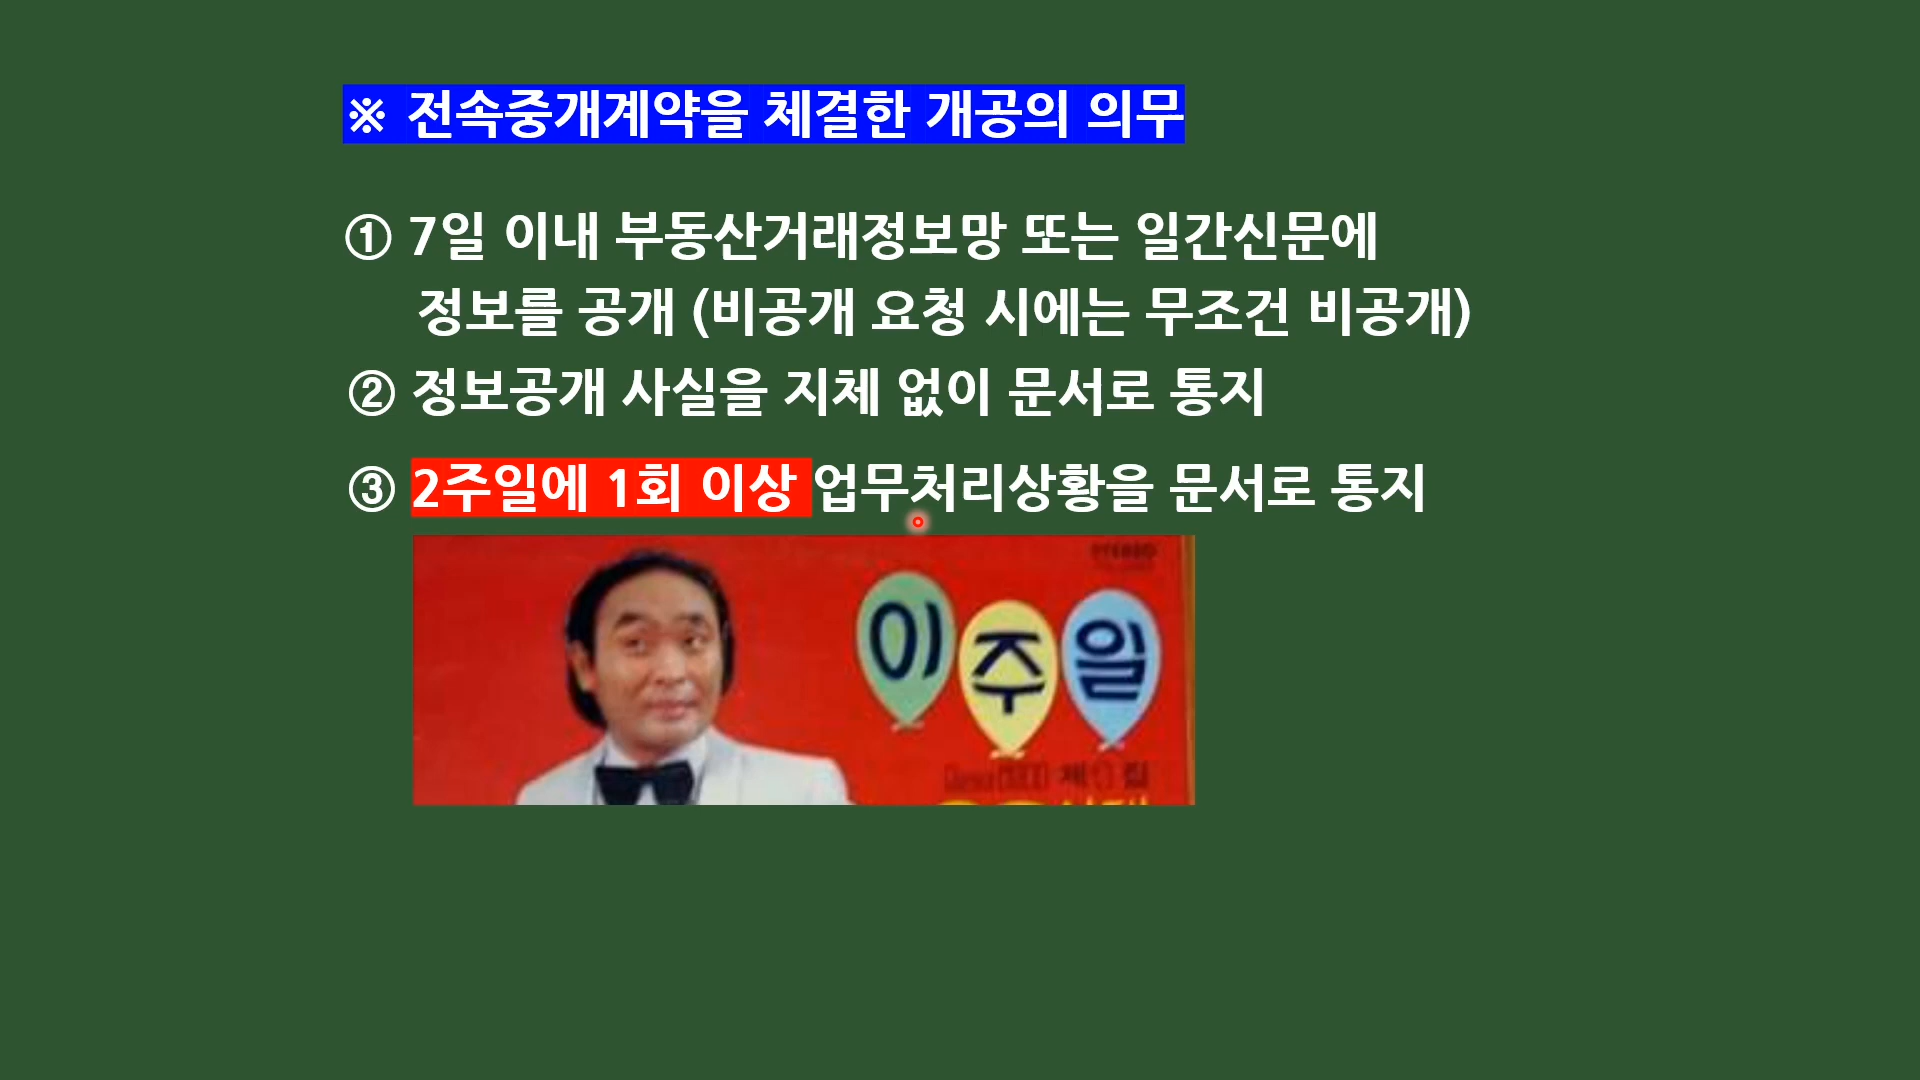 ※ 전속중개계약을 체결한 개공의 의무
① 7일 이내 부동산거래정보망 또는 일간신문에
정보를 공개 (비공개 요청 시에는 무조건 비공개)
② 정보공개 사실을 지체 없이 문서로 통지
③ 2주일에 1회 이상 업무처리상황을 문서로 통지
STEREO
이주일